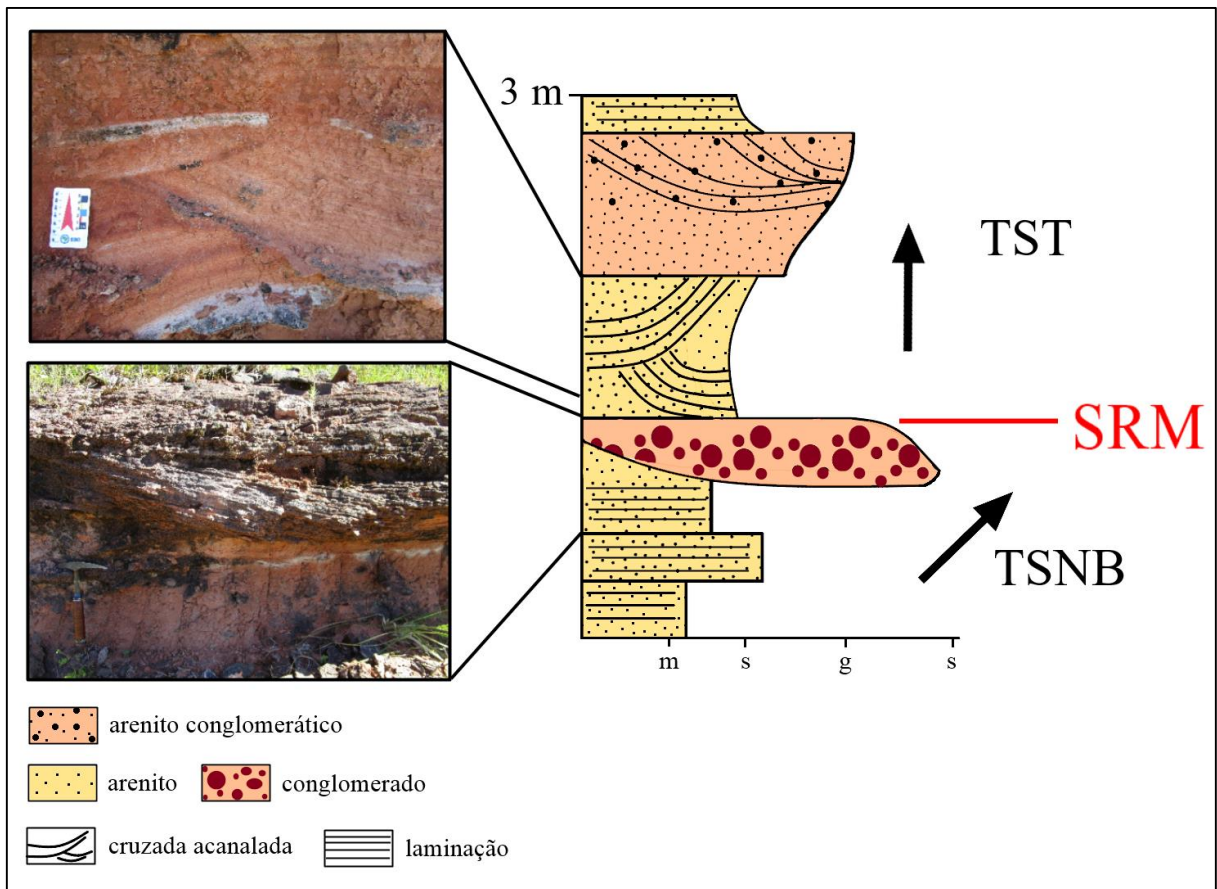 3 m
TST
SRM
TSNB
m s g s
arenito conglomerático
arenito
conglomerado
cruzada acanalada
laminação